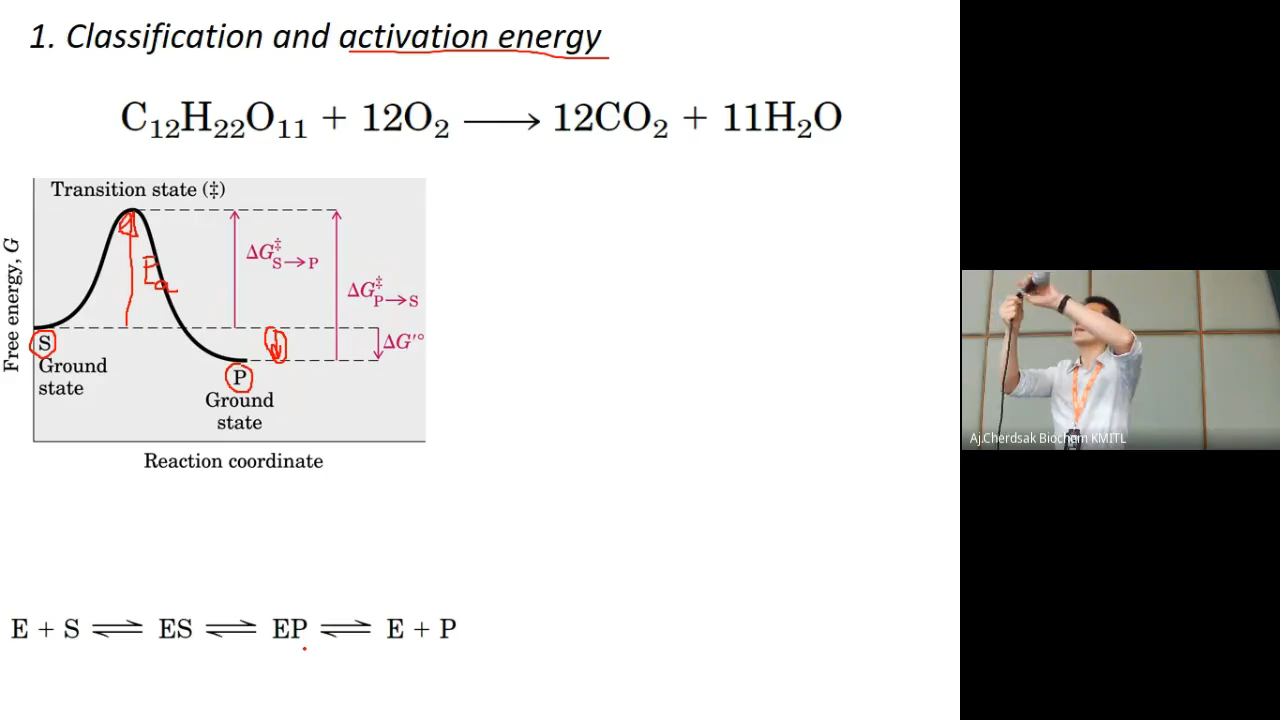 1. Classification and activation energy
C₁₂H₂₂O₁₁ + 12O₂ ⟶ 12CO₂ + 11H₂O
Transition state (‡)
Free energy, G
ΔG‡S→P
ΔG‡P→S
ΔG′°
Ea
S
Ground
state
P
Ground
state
Reaction coordinate
E + S ⇌ ES ⇌ EP ⇌ E + P
Aj.Cherdsak Biochem KMITL